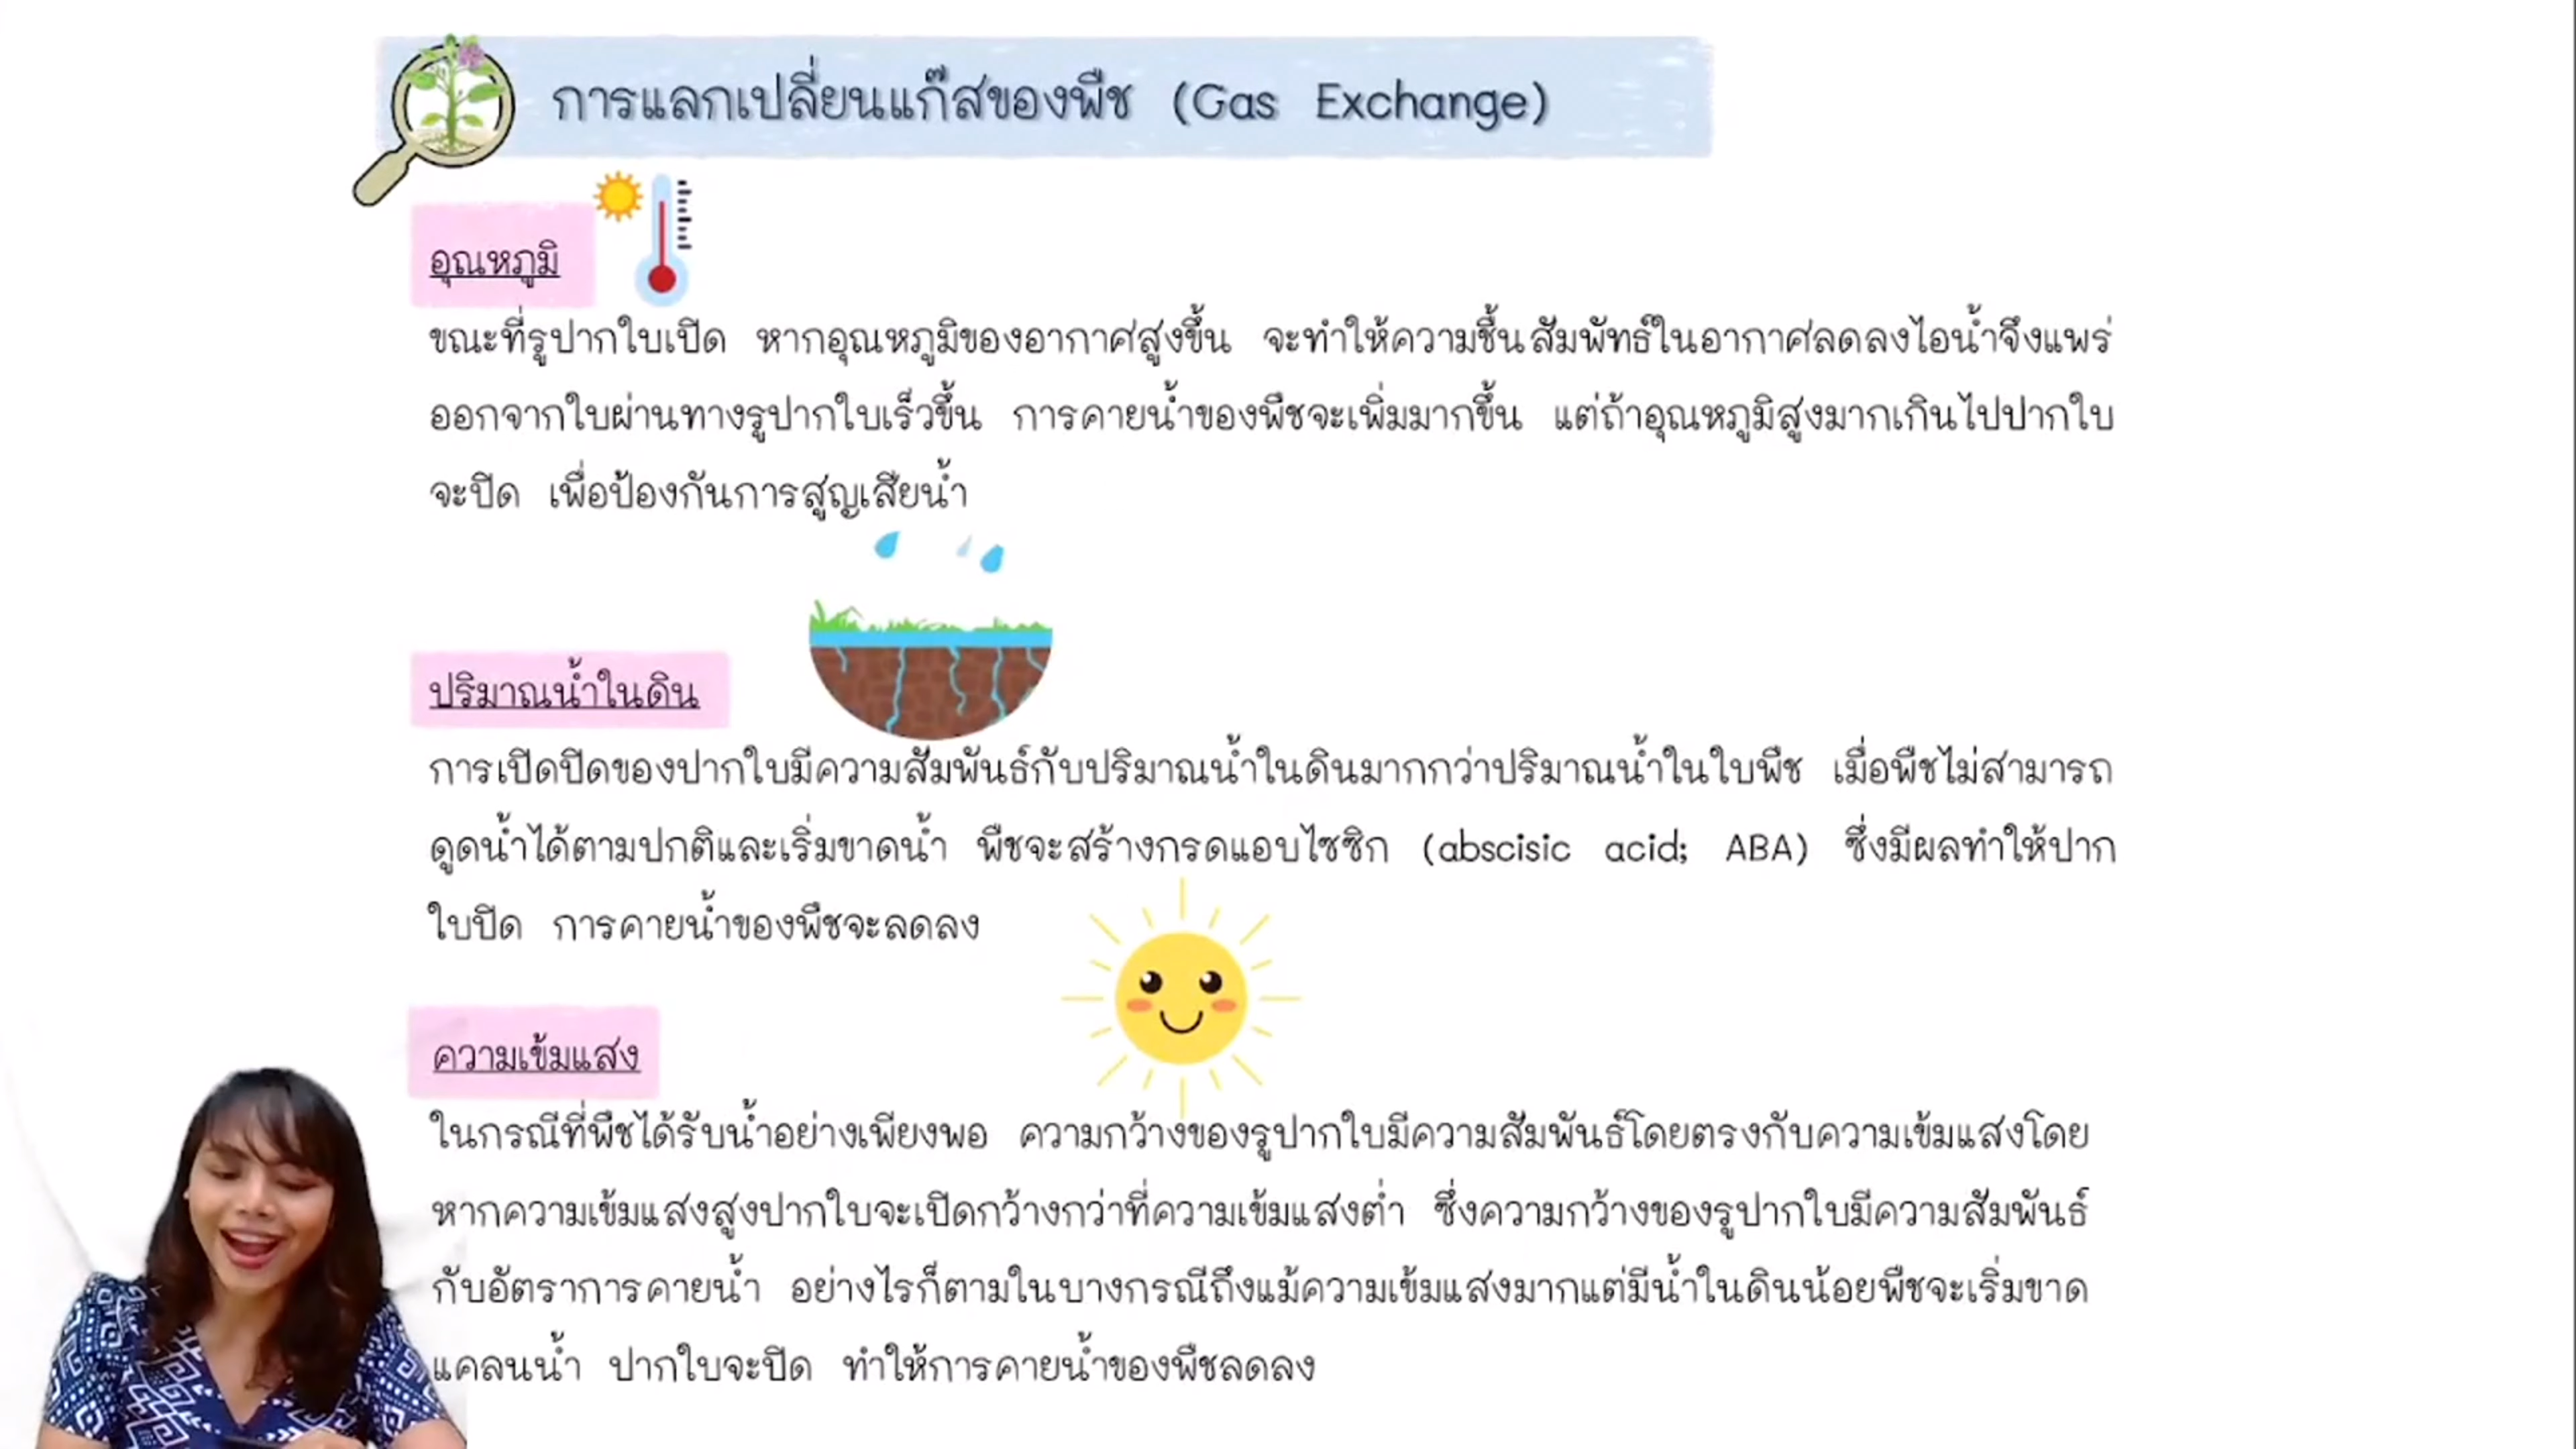 การแลกเปลี่ยนแก๊สของพืช (Gas Exchange)
อุณหภูมิ
ขณะที่รูปากใบเปิด หากอุณหภูมิของอากาศสูงขึ้น จะทำให้ความชื้นสัมพัทธ์ในอากาศลดลงไอน้ำจึงแพร่
ออกจากใบผ่านทางรูปากใบเร็วขึ้น การคายน้ำของพืชจะเพิ่มมากขึ้น แต่ถ้าอุณหภูมิสูงมากเกินไปปากใบ
จะปิด เพื่อป้องกันการสูญเสียน้ำ
ปริมาณน้ำในดิน
การเปิดปิดของปากใบมีความสัมพันธ์กับปริมาณน้ำในดินมากกว่าปริมาณน้ำในใบพืช เมื่อพืชไม่สามารถ
ดูดน้ำได้ตามปกติและเริ่มขาดน้ำ พืชจะสร้างกรดแอบไซซิก (abscisic acid; ABA) ซึ่งมีผลทำให้ปาก
ใบปิด การคายน้ำของพืชจะลดลง
ความเข้มแสง
ในกรณีที่พืชได้รับน้ำอย่างเพียงพอ ความกว้างของรูปากใบมีความสัมพันธ์โดยตรงกับความเข้มแสงโดย
หากความเข้มแสงสูงปากใบจะเปิดกว้างกว่าที่ความเข้มแสงต่ำ ซึ่งความกว้างของรูปากใบมีความสัมพันธ์
กับอัตราการคายน้ำ อย่างไรก็ตามในบางกรณีถึงแม้ความเข้มแสงมากแต่มีน้ำในดินน้อยพืชจะเริ่มขาด
แคลนน้ำ ปากใบจะปิด ทำให้การคายน้ำของพืชลดลง